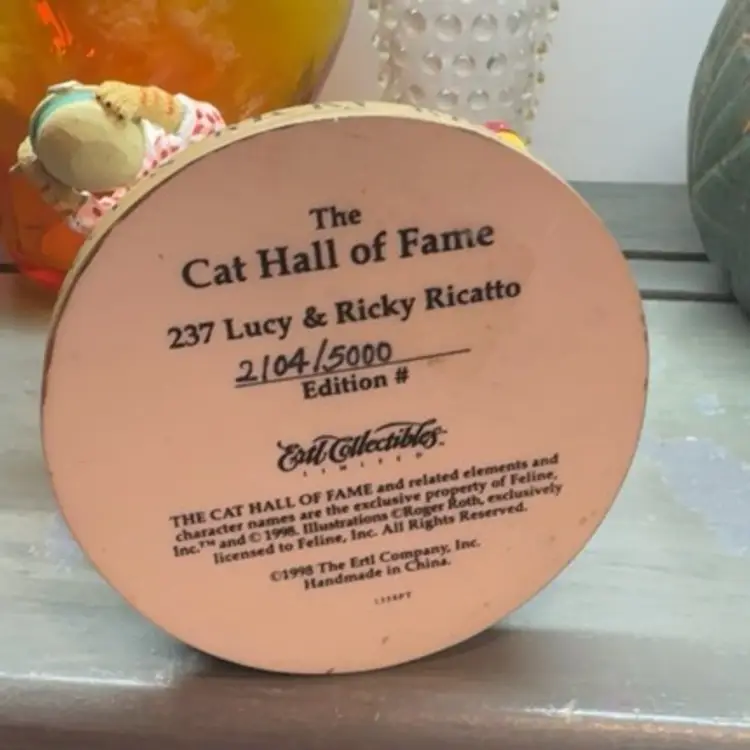 The
Cat Hall of Fame
237 Lucy & Ricky Ricatto
2104/5000
Edition #
Ertl Collectibles
LIMITED
THE CAT HALL OF FAME and related elements and
character names are the exclusive property of Feline,
Inc.™ and © 1998. Illustrations ©Roger Roth, exclusively
licensed to Feline, Inc. All Rights Reserved.
©1998 The Ertl Company, Inc.
Handmade in China.